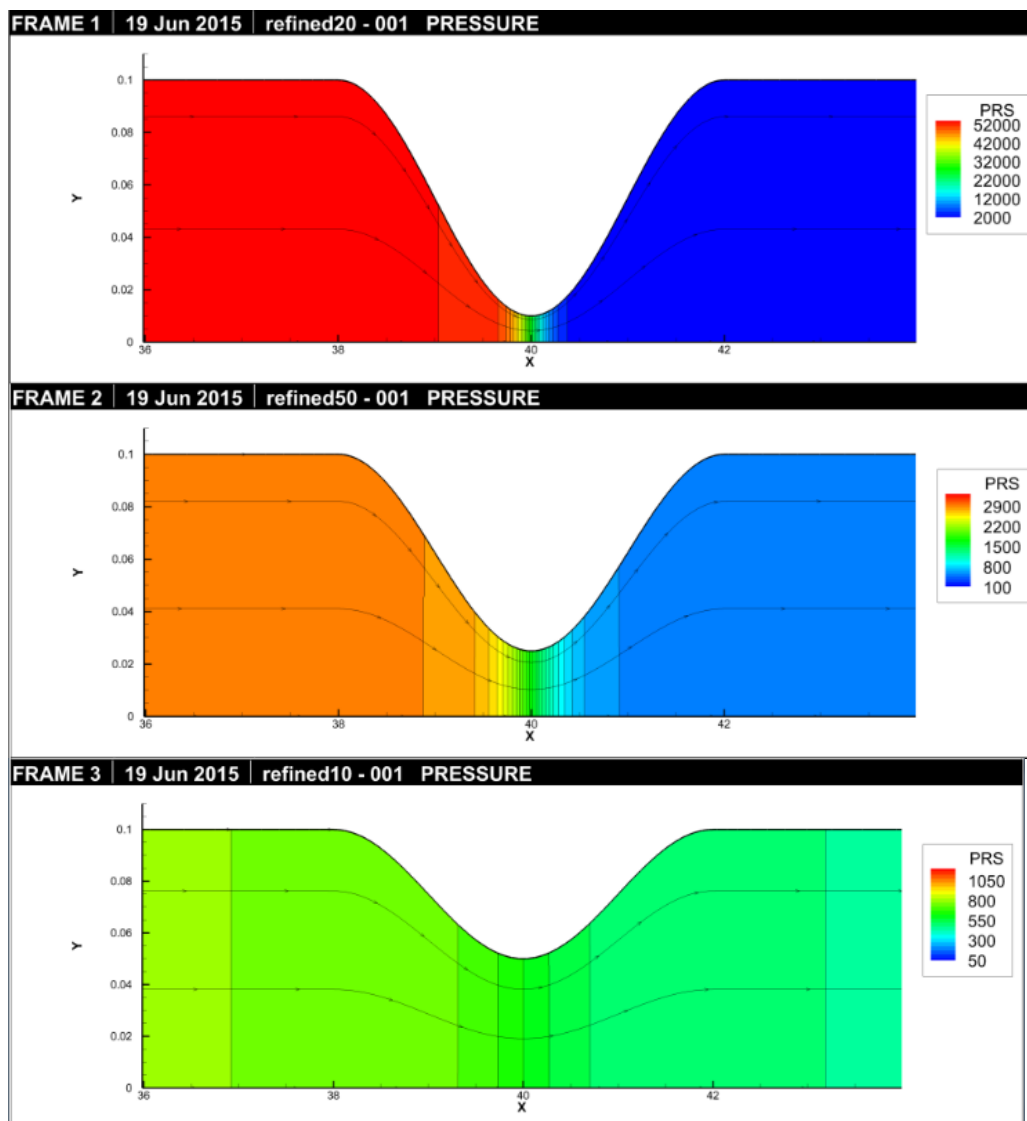 FRAME 1 | 19 Jun 2015 | refined20 - 001 PRESSURE
0.1
0.08
0.06
Y
0.04
0.02
0
36 38 40 42
X
PRS
52000
42000
32000
22000
12000
2000
FRAME 2 | 19 Jun 2015 | refined50 - 001 PRESSURE
0.1
0.08
0.06
Y
0.04
0.02
0
36 38 40 42
X
PRS
2900
2200
1500
800
100
FRAME 3 | 19 Jun 2015 | refined10 - 001 PRESSURE
0.1
0.08
0.06
Y
0.04
0.02
0
36 38 40 42
X
PRS
1050
800
550
300
50